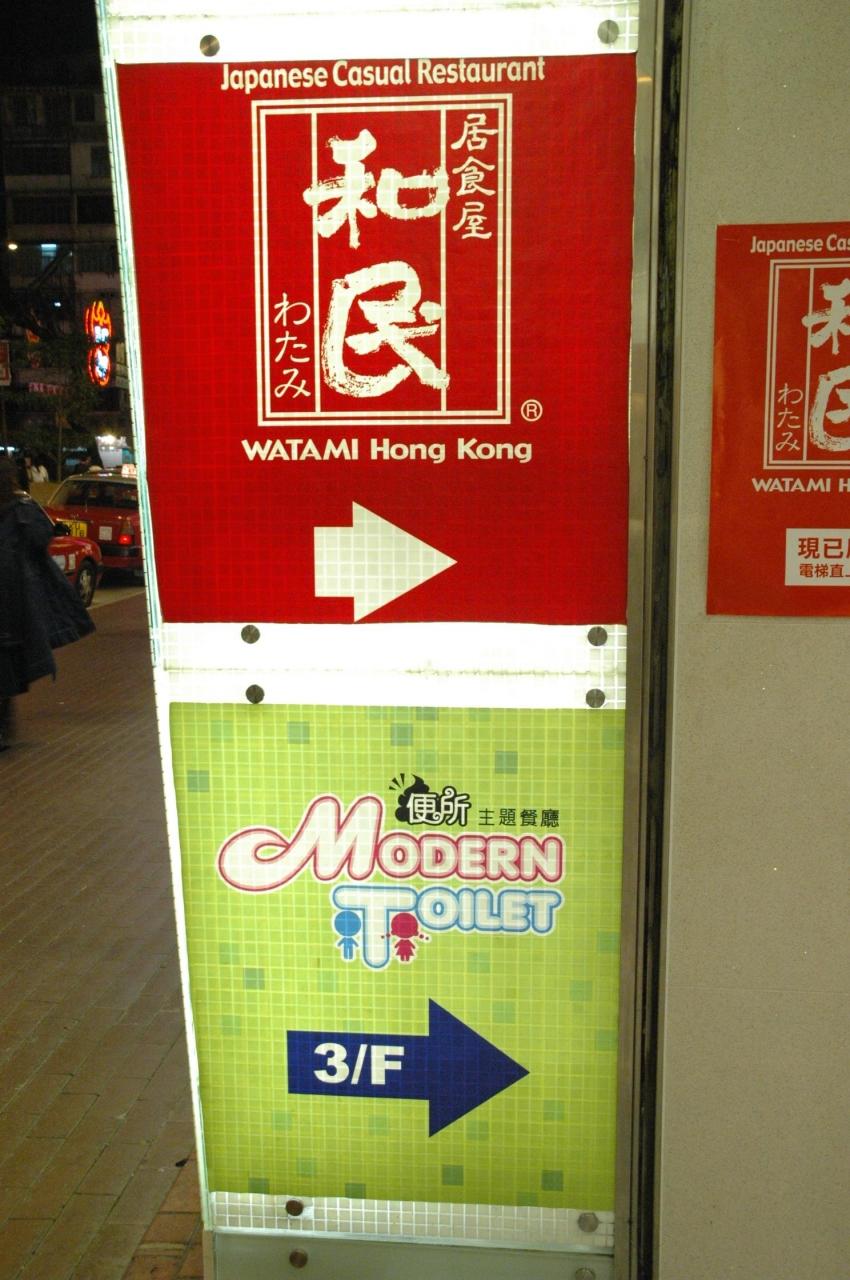 Japanese Casual Restaurant
居食屋
和民
わたみ
®
WATAMI Hong Kong
便所 主題餐廳
MODERN
TOILET
3/F
Japanese
わたみ
WATAMI
現已
電梯直